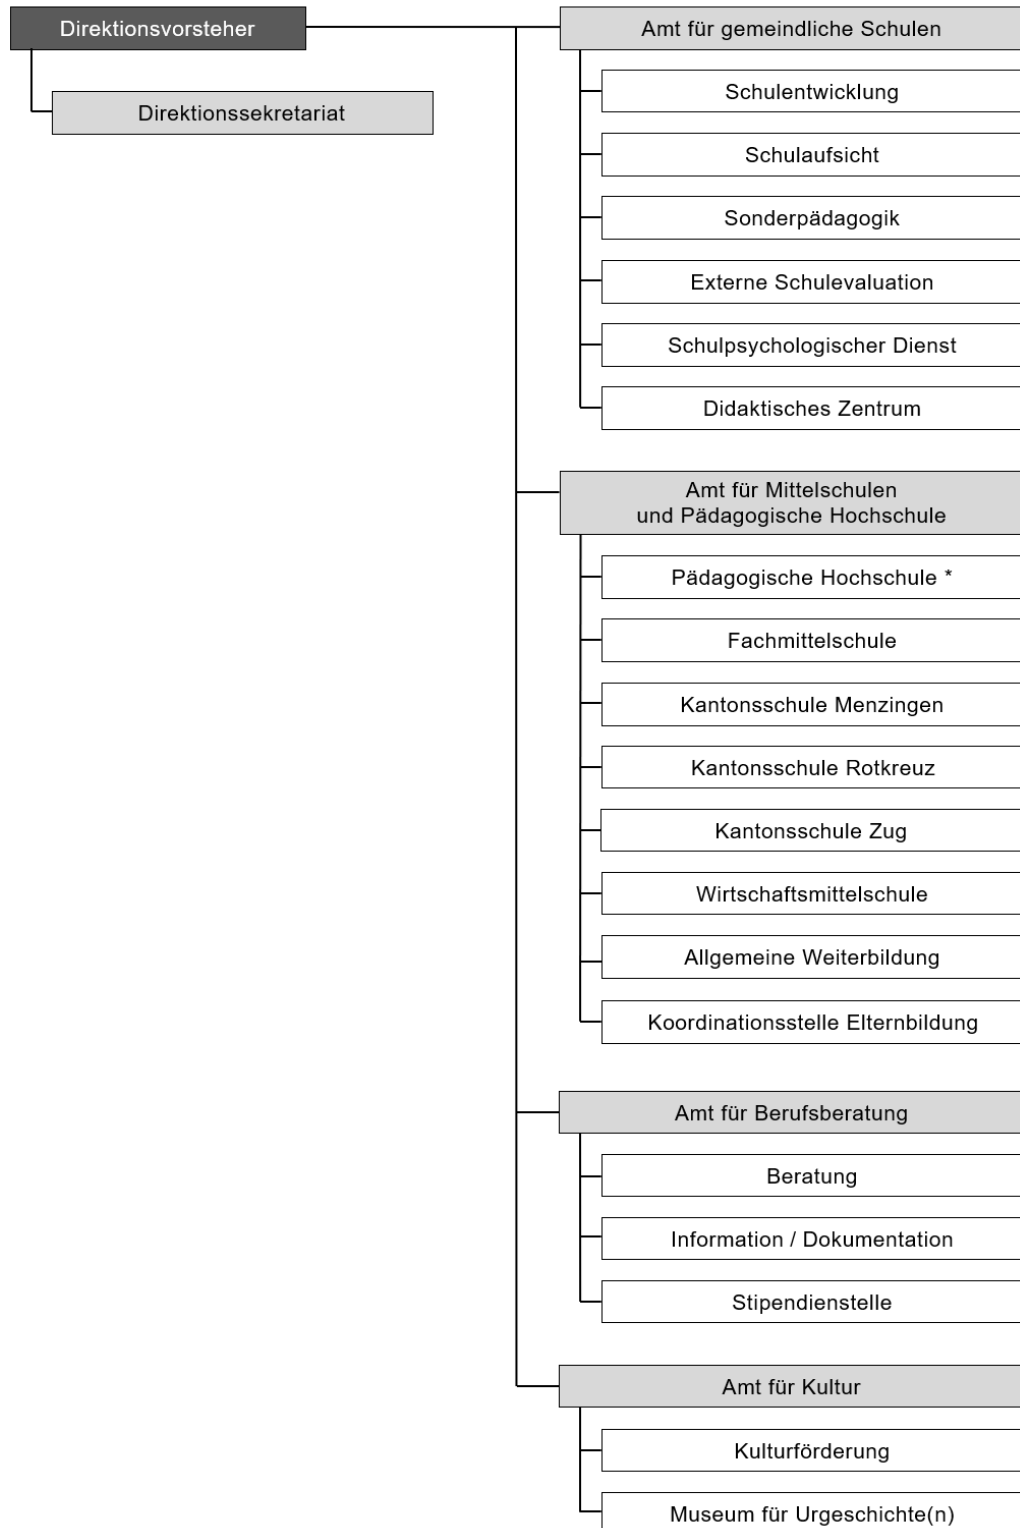 Direktionsvorsteher
Direktionssekretariat
Amt für gemeindliche Schulen
Schulentwicklung
Schulaufsicht
Sonderpädagogik
Externe Schulevaluation
Schulpsychologischer Dienst
Didaktisches Zentrum
Amt für Mittelschulen
und Pädagogische Hochschule
Pädagogische Hochschule *
Fachmittelschule
Kantonsschule Menzingen
Kantonsschule Rotkreuz
Kantonsschule Zug
Wirtschaftsmittelschule
Allgemeine Weiterbildung
Koordinationsstelle Elternbildung
Amt für Berufsberatung
Beratung
Information / Dokumentation
Stipendienstelle
Amt für Kultur
Kulturförderung
Museum für Urgeschichte(n)